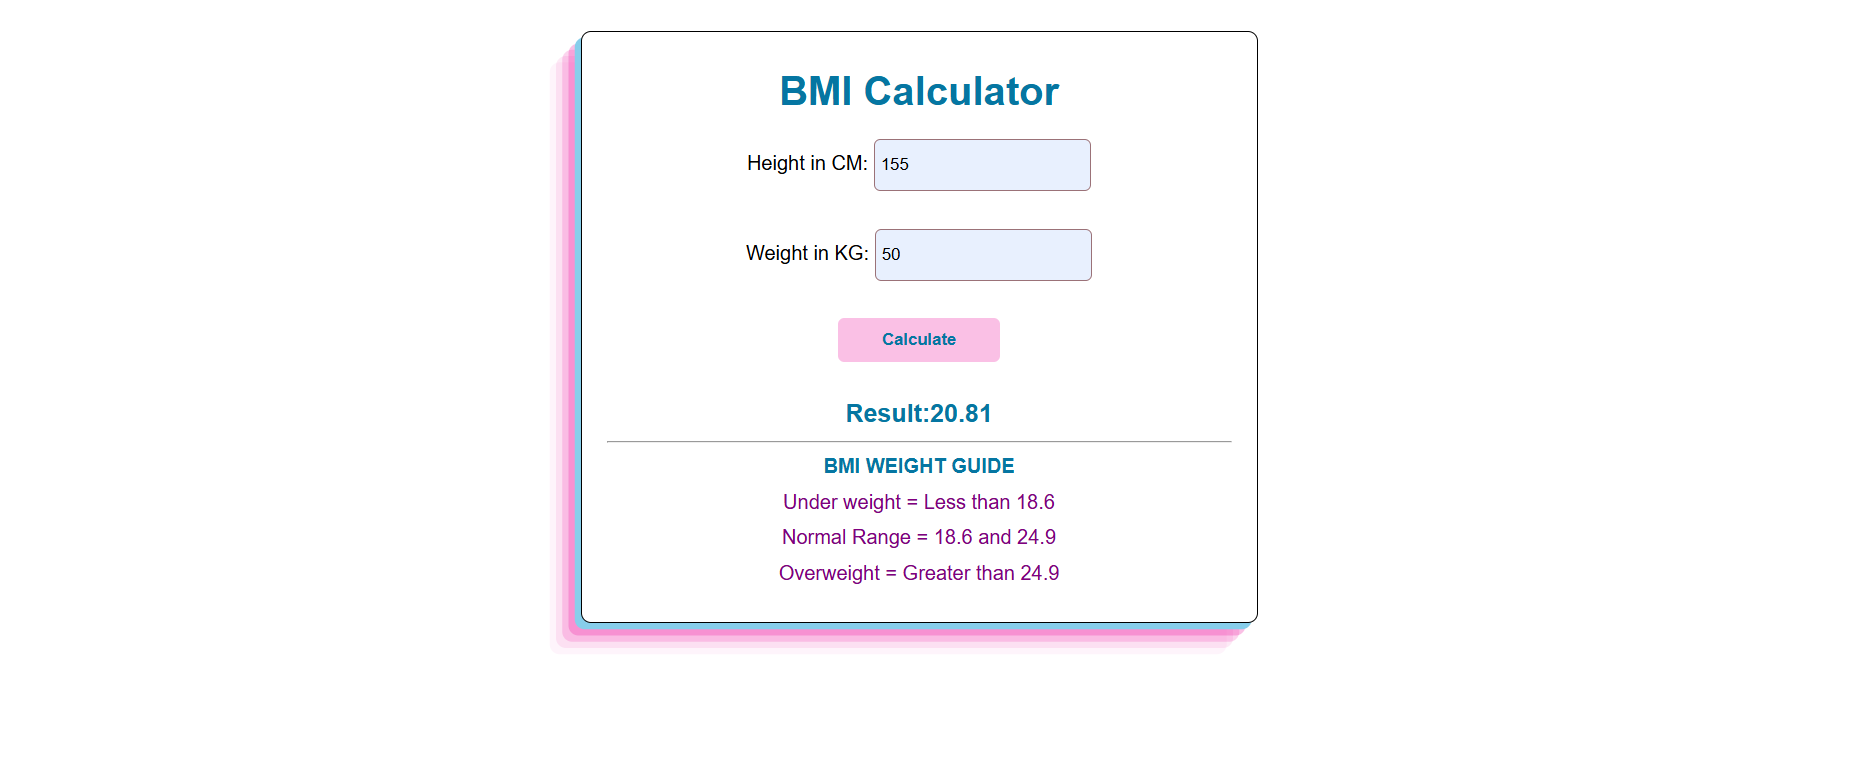 BMI Calculator
Height in CM: 155
Weight in KG: 50
Calculate
Result:20.81
BMI WEIGHT GUIDE
Under weight = Less than 18.6
Normal Range = 18.6 and 24.9
Overweight = Greater than 24.9